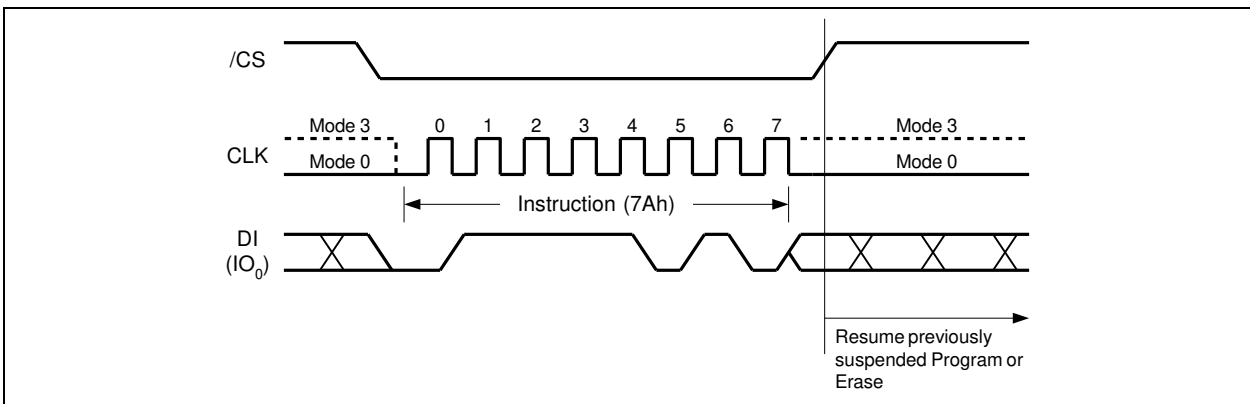 /CS
Mode 3
0 1 2 3 4 5 6 7
Mode 3
CLK
Mode 0
Mode 0
Instruction (7Ah)
DI
(IO₀)
Resume previously
suspended Program or
Erase